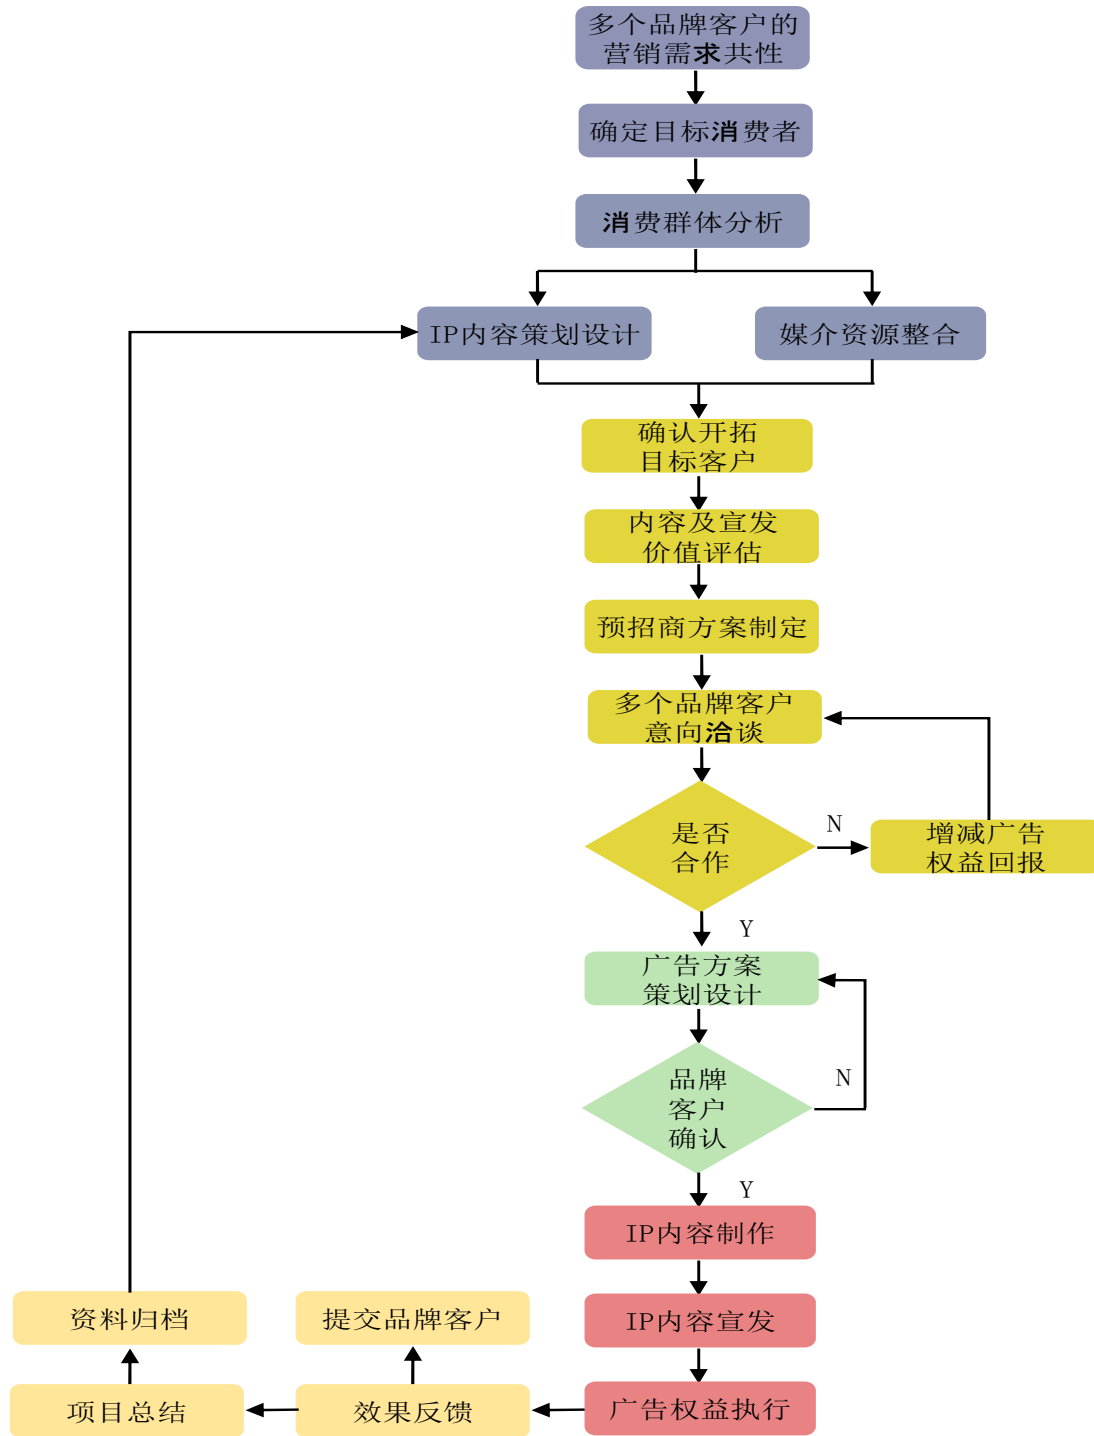 多个品牌客户的
营销需求共性
确定目标消费者
消费群体分析
IP内容策划设计
媒介资源整合
确认开拓
目标客户
内容及宣发
价值评估
预招商方案制定
多个品牌客户
意向洽谈
是否
合作
N
增减广告
权益回报
Y
广告方案
策划设计
品牌
客户
确认
N
Y
IP内容制作
资料归档
提交品牌客户
IP内容宣发
项目总结
效果反馈
广告权益执行